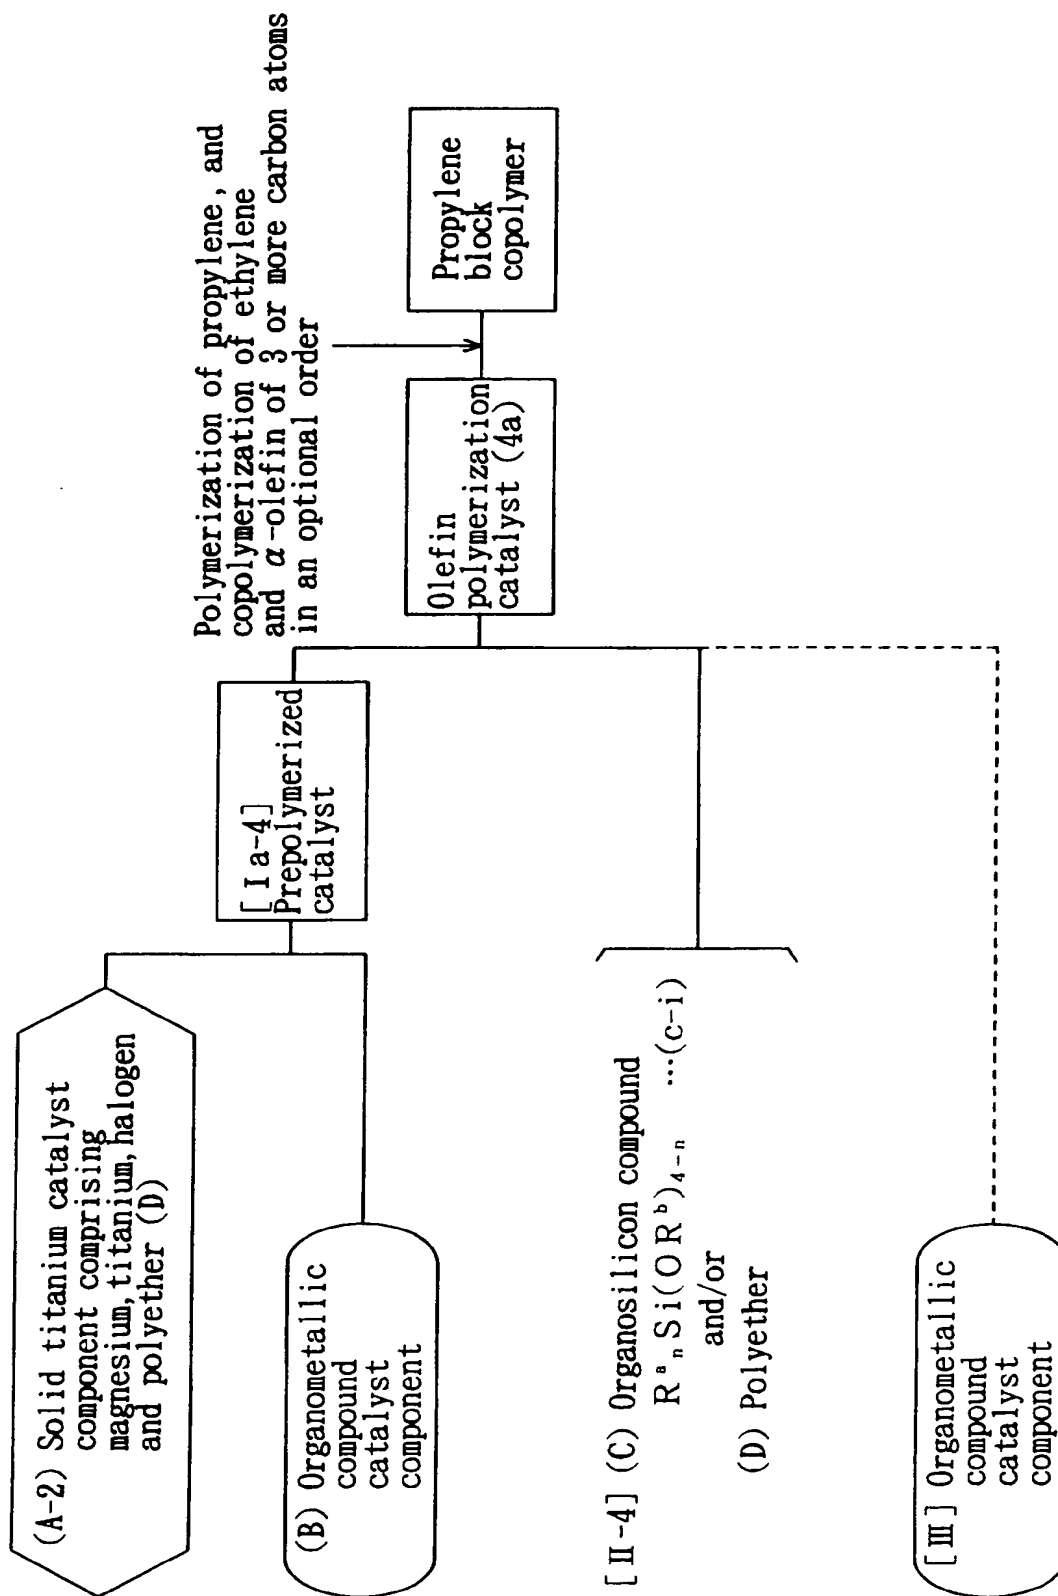 (A-2) Solid titanium catalyst
component comprising
magnesium, titanium, halogen
and polyether (D)
(B) Organometallic
compound
catalyst
component
[Ⅱ-4] (C) Organosilicon compound
RᵃₙSi(ORᵇ)₄₋ₙ …(c-i)
and/or
(D) Polyether
[Ⅲ] Organometallic
compound
catalyst
component
[Ⅰa-4]
Prepolymerized
catalyst
Olefin
polymerization
catalyst (4a)
Polymerization of propylene, and
copolymerization of ethylene
and α-olefin of 3 or more carbon atoms
in an optional order
Propylene
block
copolymer